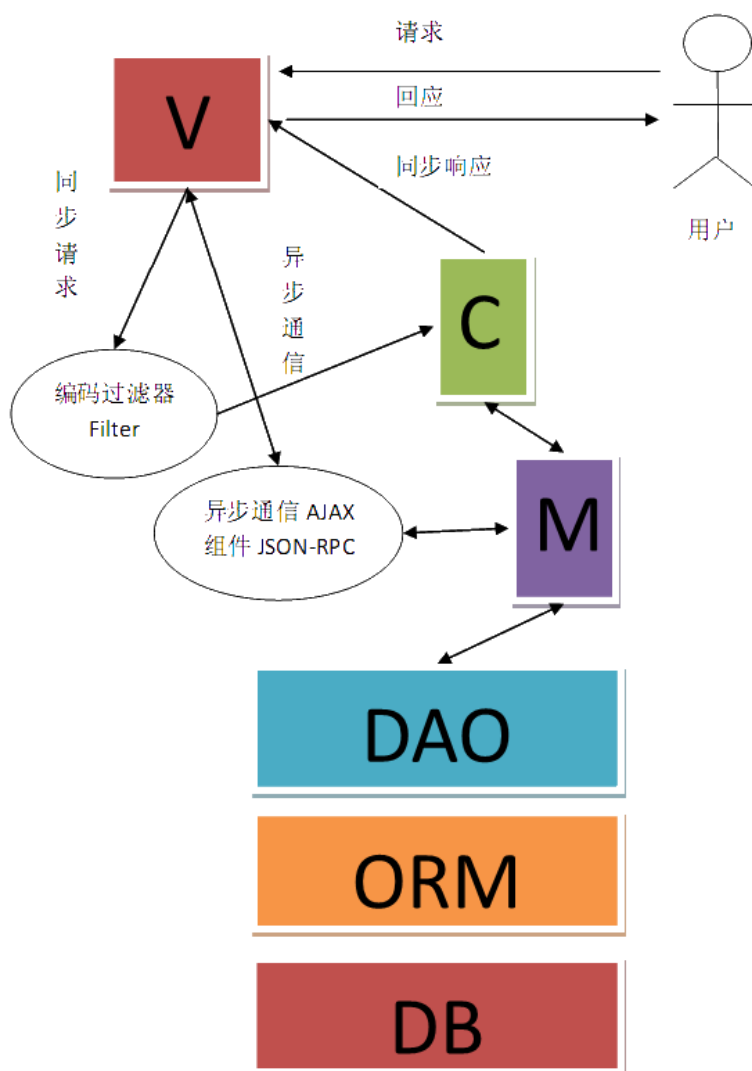 请求
V
回应
同步响应
用户
同
步
请
求
异
步
通
信
C
编码过滤器
Filter
异步通信 AJAX
组件 JSON-RPC
M
DAO
ORM
DB